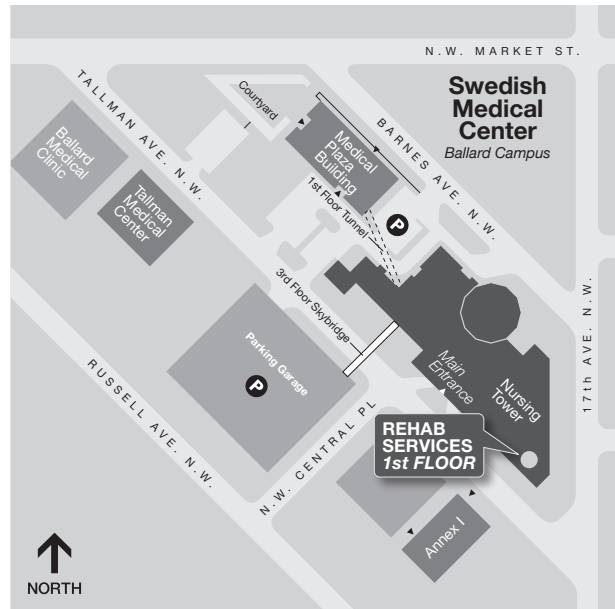 N.W. MARKET ST.
Swedish
Medical
Center
Ballard Campus
TALLMAN AVE. N.W.
Courtyard
BARNES AVE. N.W.
Ballard
Medical
Clinic
Medical
Plaza
Building
Tallman
Medical
Center
1st Floor Tunnel
P
3rd Floor Skybridge
17th AVE. N.W.
Parking Garage
P
Main
Entrance
Nursing
Tower
RUSSELL AVE. N.W.
N.W. CENTRAL PL
REHAB
SERVICES
1st FLOOR
Annex I
NORTH